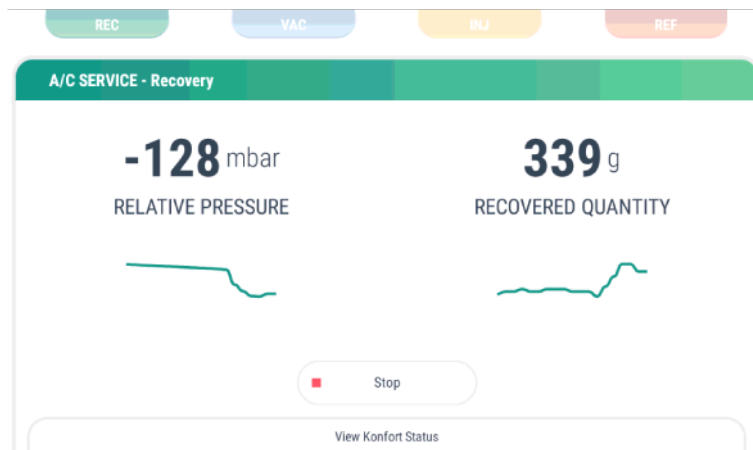 REC VAC INJ REF
A/C SERVICE - Recovery
-128 mbar 339 g
RELATIVE PRESSURE RECOVERED QUANTITY
Stop
View Konfort Status